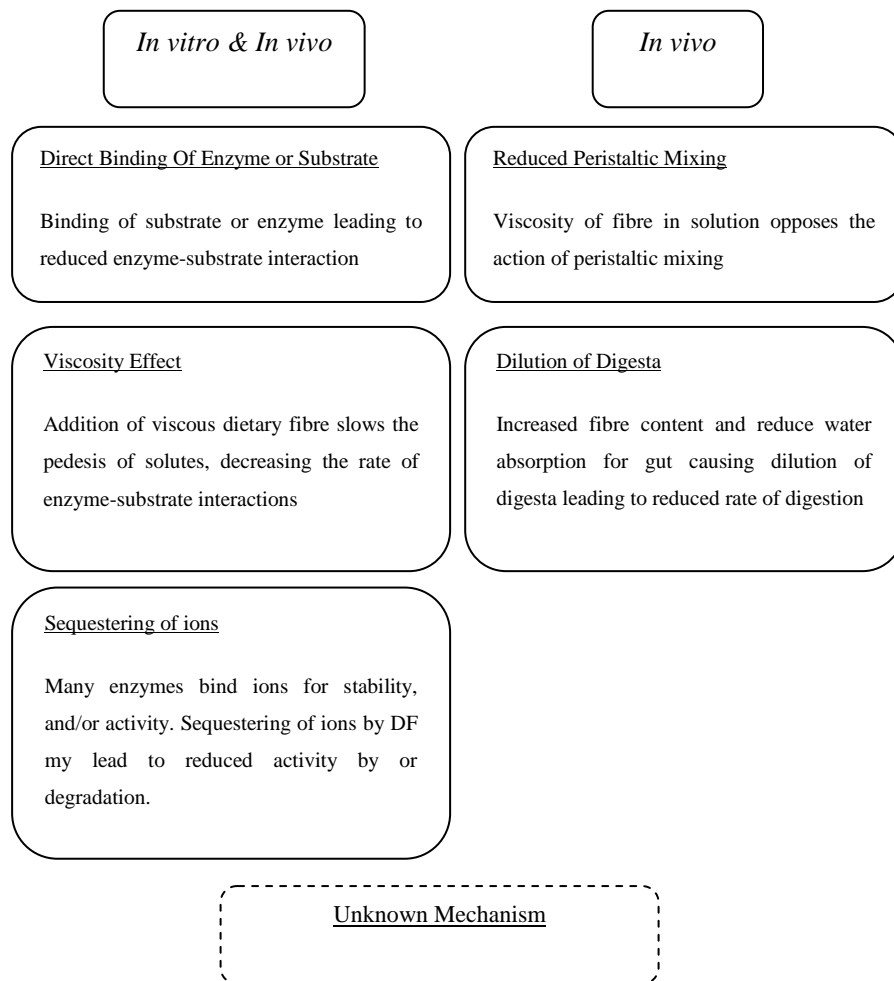 In vitro & In vivo
In vivo
Direct Binding Of Enzyme or Substrate
Binding of substrate or enzyme leading to
reduced enzyme-substrate interaction
Reduced Peristaltic Mixing
Viscosity of fibre in solution opposes the
action of peristaltic mixing
Viscosity Effect
Addition of viscous dietary fibre slows the
pedesis of solutes, decreasing the rate of
enzyme-substrate interactions
Dilution of Digesta
Increased fibre content and reduce water
absorption for gut causing dilution of
digesta leading to reduced rate of digestion
Sequestering of ions
Many enzymes bind ions for stability,
and/or activity. Sequestering of ions by DF
my lead to reduced activity by or
degradation.
Unknown Mechanism